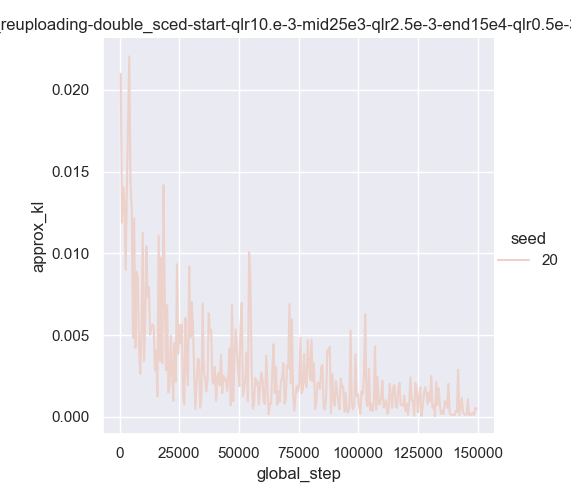 _reuploading-double_sced-start-qlr10.e-3-mid25e3-qlr2.5e-3-end15e4-qlr0.5e-3
0.020
0.015
0.010
0.005
0.000
approx_kl
0 25000 50000 75000 100000 125000 150000
global_step
seed
20